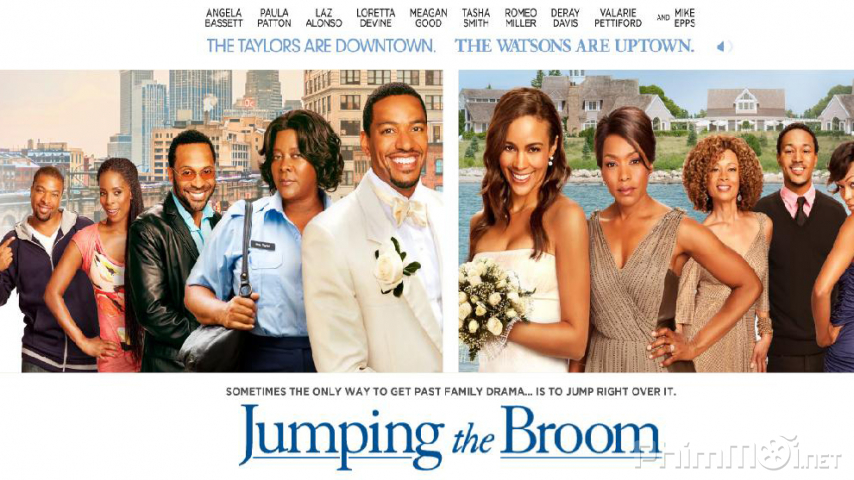 ANGELA PAULA LAZ LORETTA MEAGAN TASHA ROMEO DERAY VALARIE MIKE
BASSETT PATTON ALONSO DEVINE GOOD SMITH MILLER DAVIS PETTIFORD AND EPPS
THE TAYLORS ARE DOWNTOWN. THE WATSONS ARE UPTOWN.
SOMETIMES THE ONLY WAY TO GET PAST FAMILY DRAMA... IS TO JUMP RIGHT OVER IT.
Jumping the Broom
PhimMoi.NET